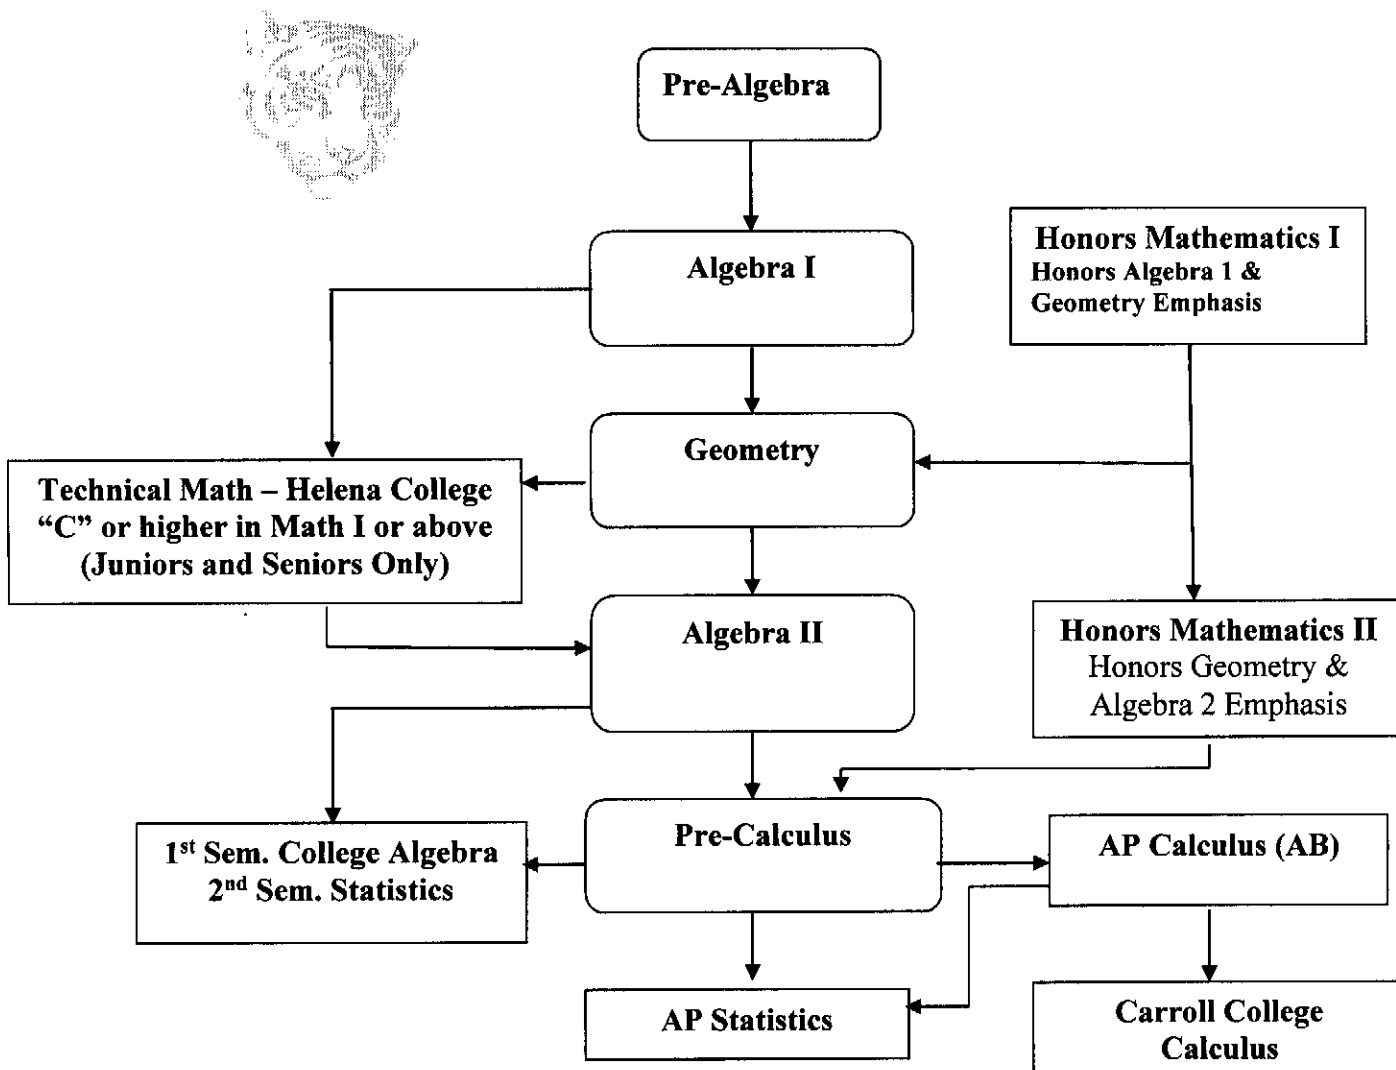 Pre-Algebra
Algebra I
Honors Mathematics I
Honors Algebra 1 &
Geometry Emphasis
Geometry
Technical Math – Helena College
“C” or higher in Math I or above
(Juniors and Seniors Only)
Algebra II
Honors Mathematics II
Honors Geometry &
Algebra 2 Emphasis
Pre-Calculus
1st Sem. College Algebra
2nd Sem. Statistics
AP Calculus (AB)
AP Statistics
Carroll College
Calculus